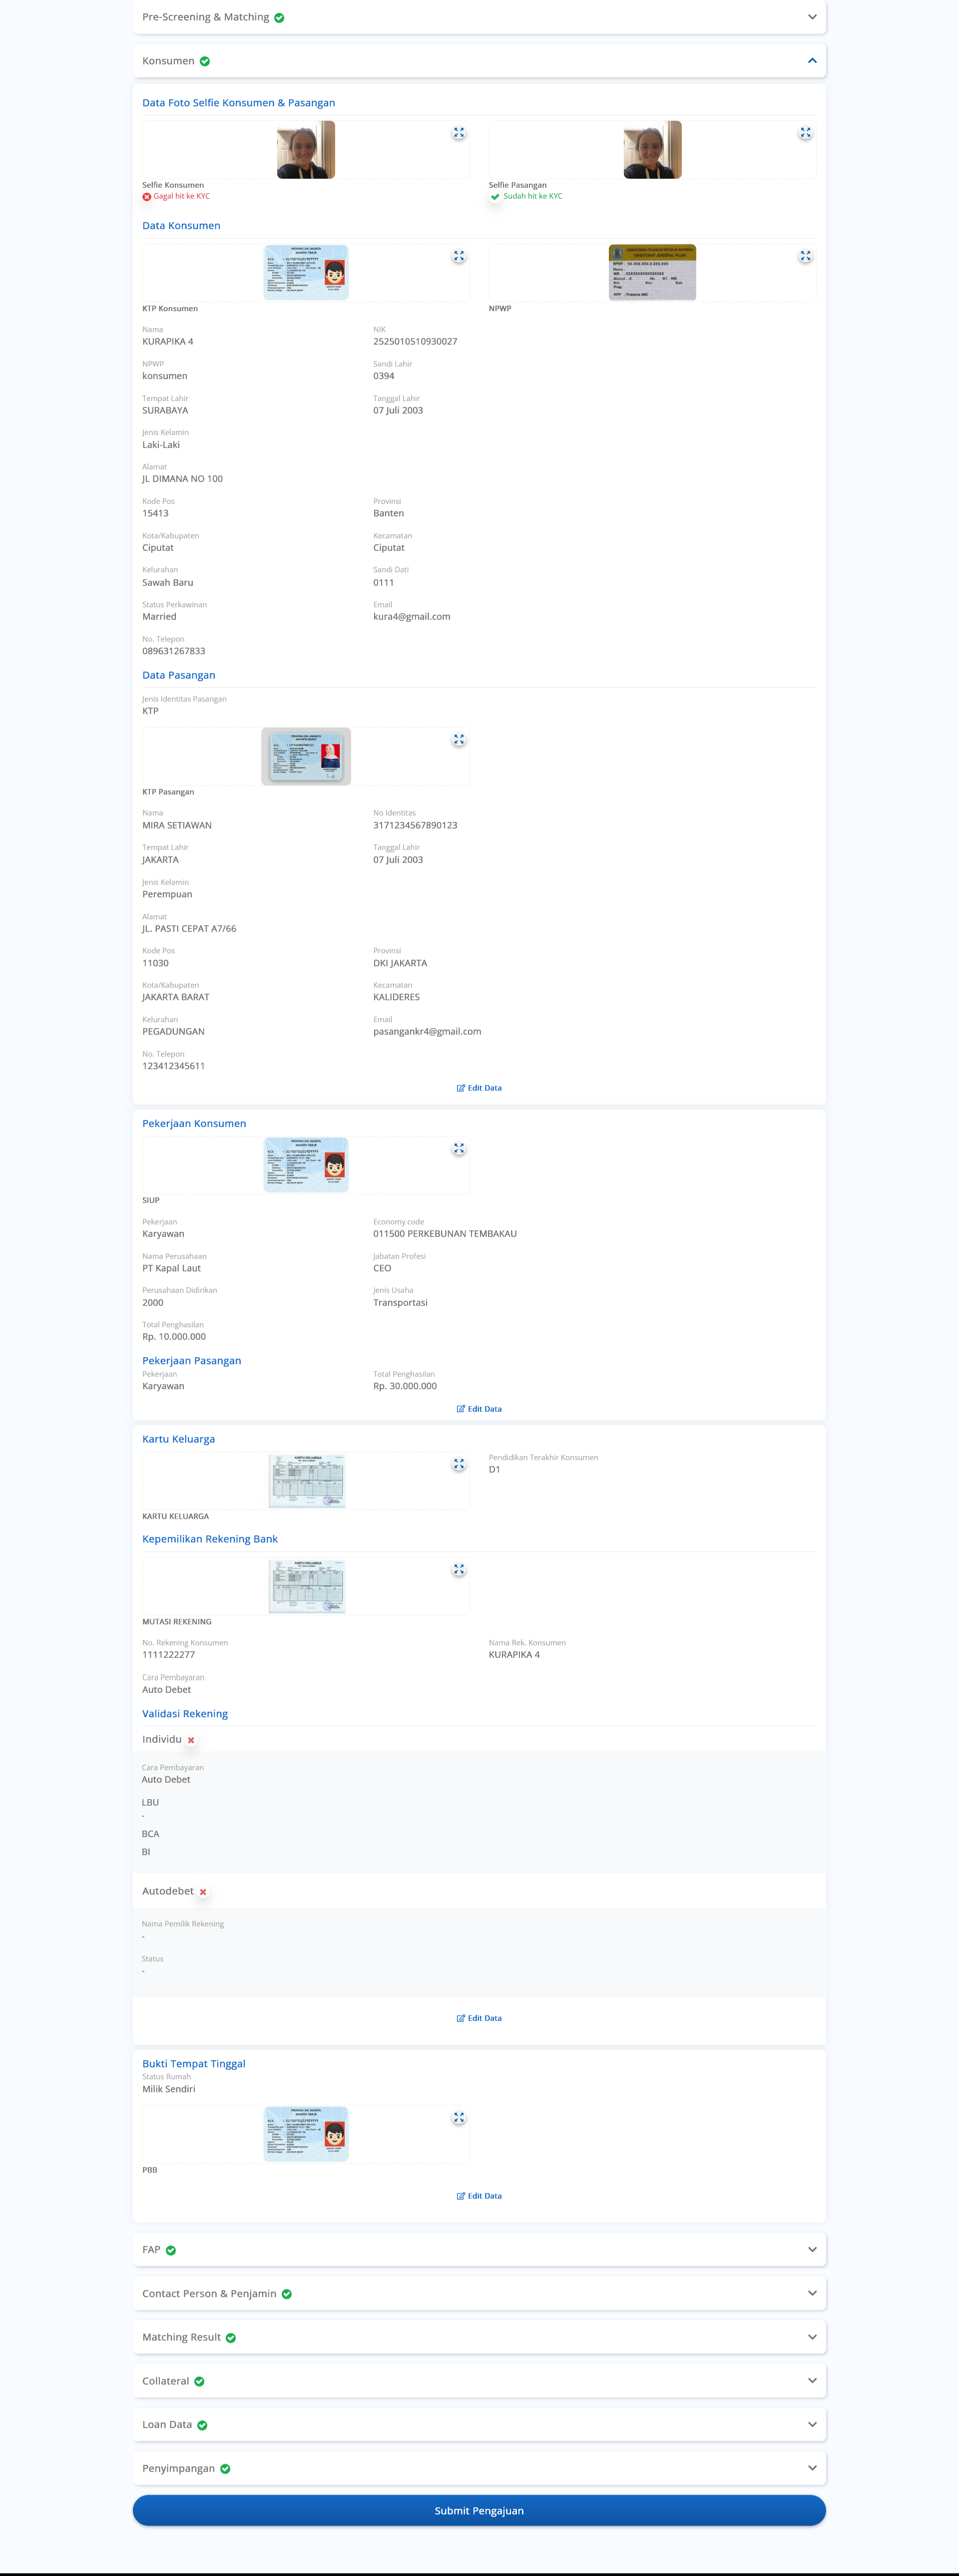 Pre-Screening & Matching
Konsumen
Data Foto Selfie Konsumen & Pasangan
Selfie Konsumen
Gagal hit ke KYC
Selfie Pasangan
Sudah hit ke KYC
Data Konsumen
KTP Konsumen
NPWP
Nama
KURAPIKA 4
NIK
2525010510930027
NPWP
konsumen
Sandi Lahir
0394
Tempat Lahir
SURABAYA
Tanggal Lahir
07 Juli 2003
Jenis Kelamin
Laki-Laki
Alamat
JL DIMANA NO 100
Kode Pos
15413
Provinsi
Banten
Kota/Kabupaten
Ciputat
Kecamatan
Ciputat
Kelurahan
Sawah Baru
Sandi Dati
0111
Status Perkawinan
Married
Email
kura4@gmail.com
No. Telepon
089631267833
Data Pasangan
Jenis Identitas Pasangan
KTP
KTP Pasangan
Nama
MIRA SETIAWAN
No Identitas
3171234567890123
Tempat Lahir
JAKARTA
Tanggal Lahir
07 Juli 2003
Jenis Kelamin
Perempuan
Alamat
JL. PASTI CEPAT A7/66
Kode Pos
11030
Provinsi
DKI JAKARTA
Kota/Kabupaten
JAKARTA BARAT
Kecamatan
KALIDERES
Kelurahan
PEGADUNGAN
Email
pasangankr4@gmail.com
No. Telepon
123412345611
Edit Data
Pekerjaan Konsumen
SIUP
Pekerjaan
Karyawan
Economy code
011500 PERKEBUNAN TEMBAKAU
Nama Perusahaan
PT Kapal Laut
Jabatan Profesi
CEO
Perusahaan Didirikan
2000
Jenis Usaha
Transportasi
Total Penghasilan
Rp. 10.000.000
Pekerjaan Pasangan
Pekerjaan
Karyawan
Total Penghasilan
Rp. 30.000.000
Edit Data
Kartu Keluarga
KARTU KELUARGA
Pendidikan Terakhir Konsumen
D1
Kepemilikan Rekening Bank
MUTASI REKENING
No. Rekening Konsumen
1111222277
Nama Rek. Konsumen
KURAPIKA 4
Cara Pembayaran
Auto Debet
Validasi Rekening
Individu
Cara Pembayaran
Auto Debet
LBU
-
BCA
BI
Autodebet
Nama Pemilik Rekening
-
Status
-
Edit Data
Bukti Tempat Tinggal
Status Rumah
Milik Sendiri
PBB
Edit Data
FAP
Contact Person & Penjamin
Matching Result
Collateral
Loan Data
Penyimpangan
Submit Pengajuan